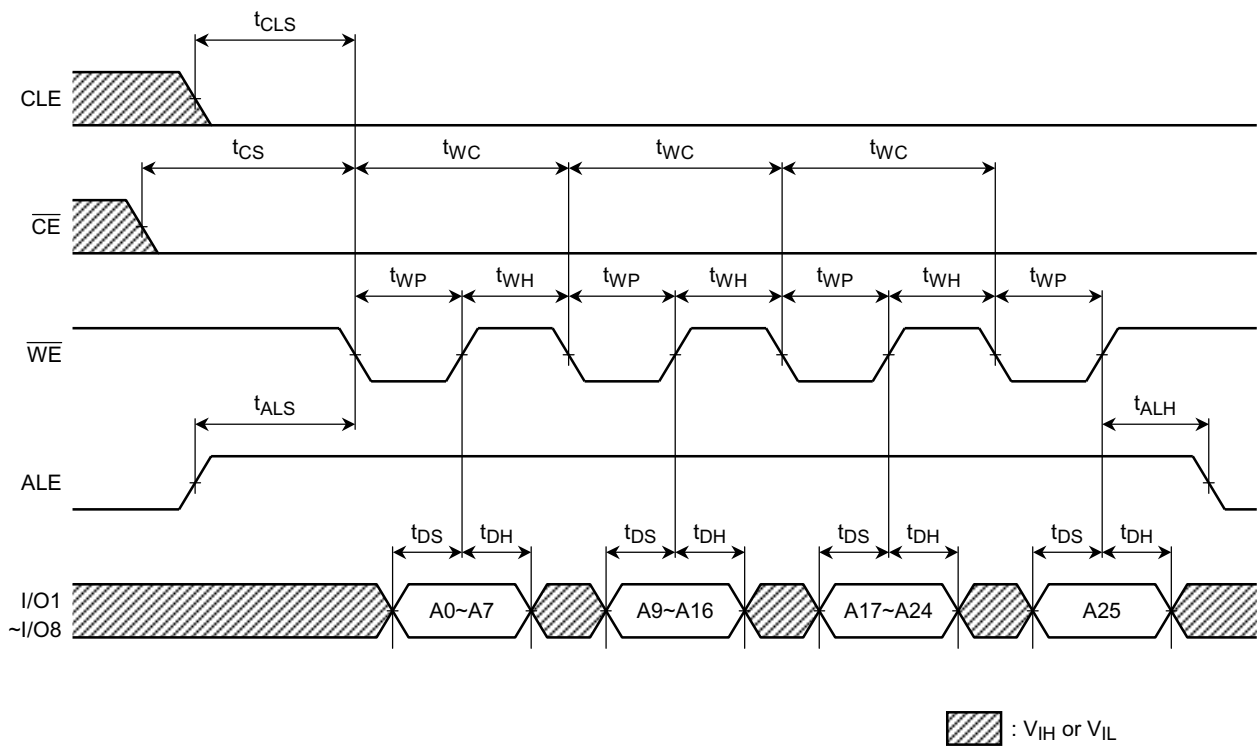 tCLS
CLE
tCS tWC tWC tWC
CE
tWP tWH tWP tWH tWP tWH tWP
WE
tALS tALH
ALE
tDS tDH tDS tDH tDS tDH tDS tDH
I/O1
~I/O8
A0~A7 A9~A16 A17~A24 A25
: VIH or VIL